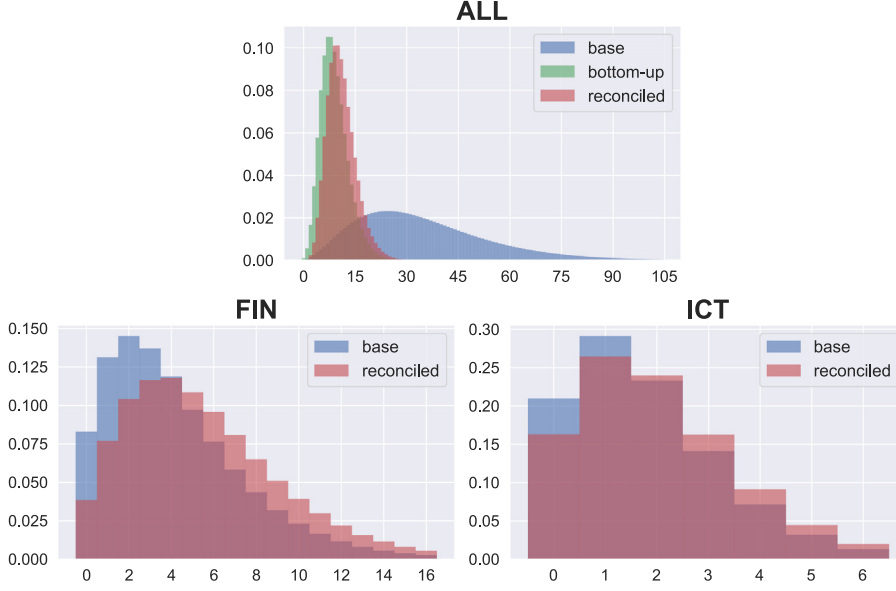 ALL
0.10
0.08
0.06
0.04
0.02
0.00
base
bottom-up
reconciled
0 15 30 45 60 75 90 105
FIN
0.150
0.125
0.100
0.075
0.050
0.025
0.000
base
reconciled
0 2 4 6 8 10 12 14 16
ICT
0.30
0.25
0.20
0.15
0.10
0.05
0.00
base
reconciled
0 1 2 3 4 5 6